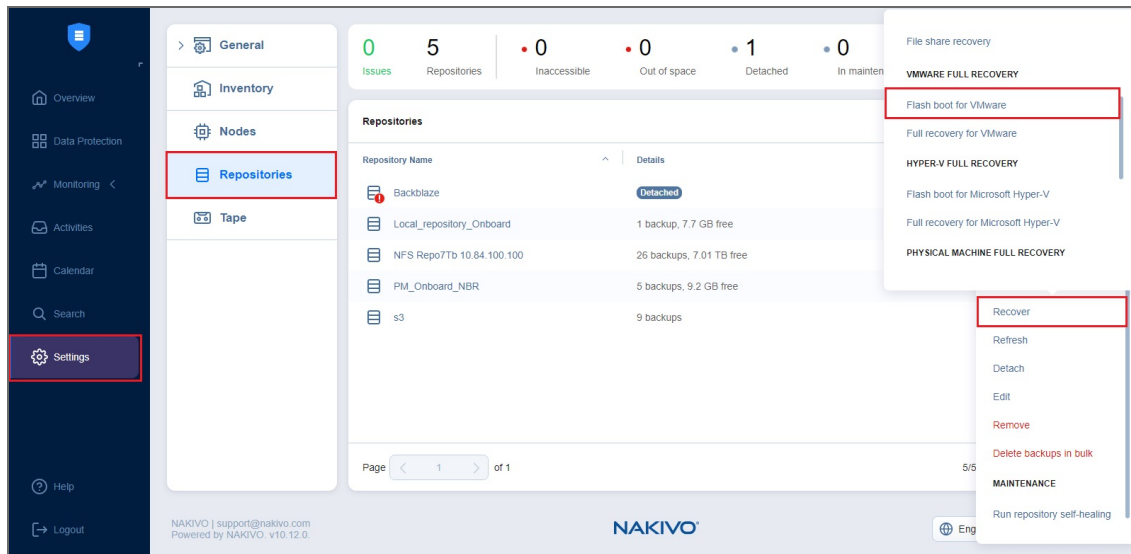 Overview
Data Protection
Monitoring
Activities
Calendar
Search
Settings
Help
Logout
General
Inventory
Nodes
Repositories
Tape
0 5 0 0 1 0
Issues Repositories Inaccessible Out of space Detached In mainten
Repositories
Repository Name Details
Backblaze Detached
Local_repository_Onboard 1 backup, 7.7 GB free
NFS Repo7Tb 10.84.100.100 26 backups, 7.01 TB free
PM_Onboard_NBR 5 backups, 9.2 GB free
s3 9 backups
Page 1 of 1 5/5
File share recovery
VMWARE FULL RECOVERY
Flash boot for VMware
Full recovery for VMware
HYPER-V FULL RECOVERY
Flash boot for Microsoft Hyper-V
Full recovery for Microsoft Hyper-V
PHYSICAL MACHINE FULL RECOVERY
Recover
Refresh
Detach
Edit
Remove
Delete backups in bulk
MAINTENANCE
Run repository self-healing
NAKIVO | support@nakivo.com
Powered by NAKIVO. v10.12.0.
NAKIVO
Eng